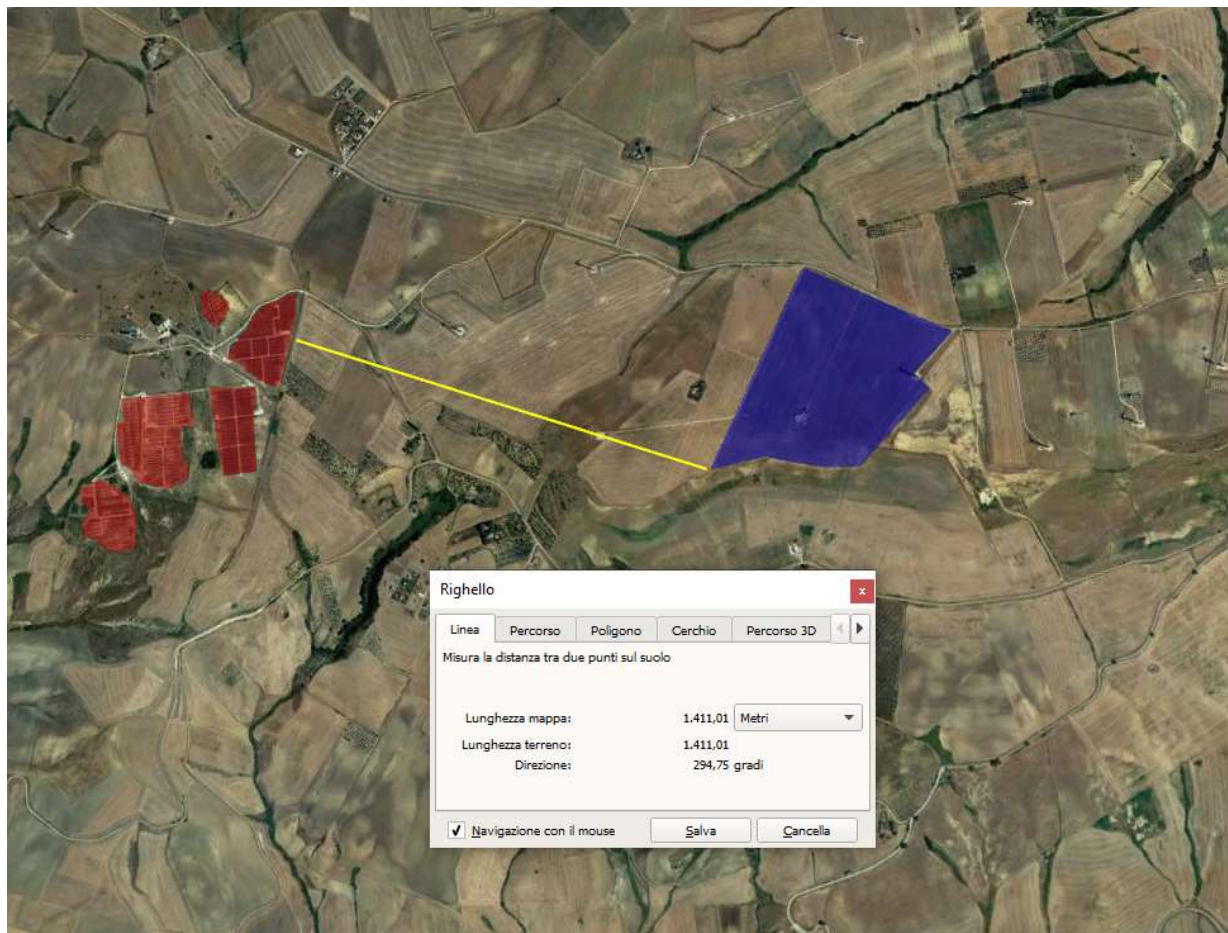 Righello
x
Linea Percorso Poligono Cerchio Percorso 3D
Misura la distanza tra due punti sul suolo
Lunghezza mappa: 1.411,01 Metri
Lunghezza terreno: 1.411,01
Direzione: 294,75 gradi
Navigazione con il mouse Salva Cancella